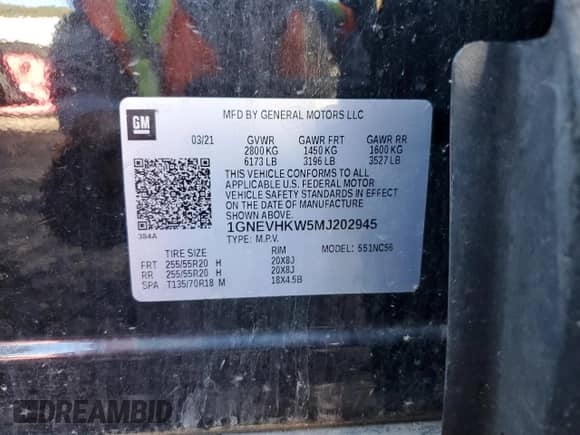 GM
MFD BY GENERAL MOTORS LLC
03/21 GVWR GAWR FRT GAWR RR
2800 KG 1450 KG 1600 KG
6173 LB 3196 LB 3527 LB
THIS VEHICLE CONFORMS TO ALL
APPLICABLE U.S. FEDERAL MOTOR
VEHICLE SAFETY STANDARDS IN EFFECT
ON THE DATE OF MANUFACTURE
SHOWN ABOVE.
1GNEVHKW5MJ202945
TYPE: M.P.V. MODEL: 551NC56
384A
TIRE SIZE RIM
FRT 255/55R20 H 20X8J
RR 255/55R20 H 20X8J
SPA T135/70R18 M 18X4.5B
DREAMBID